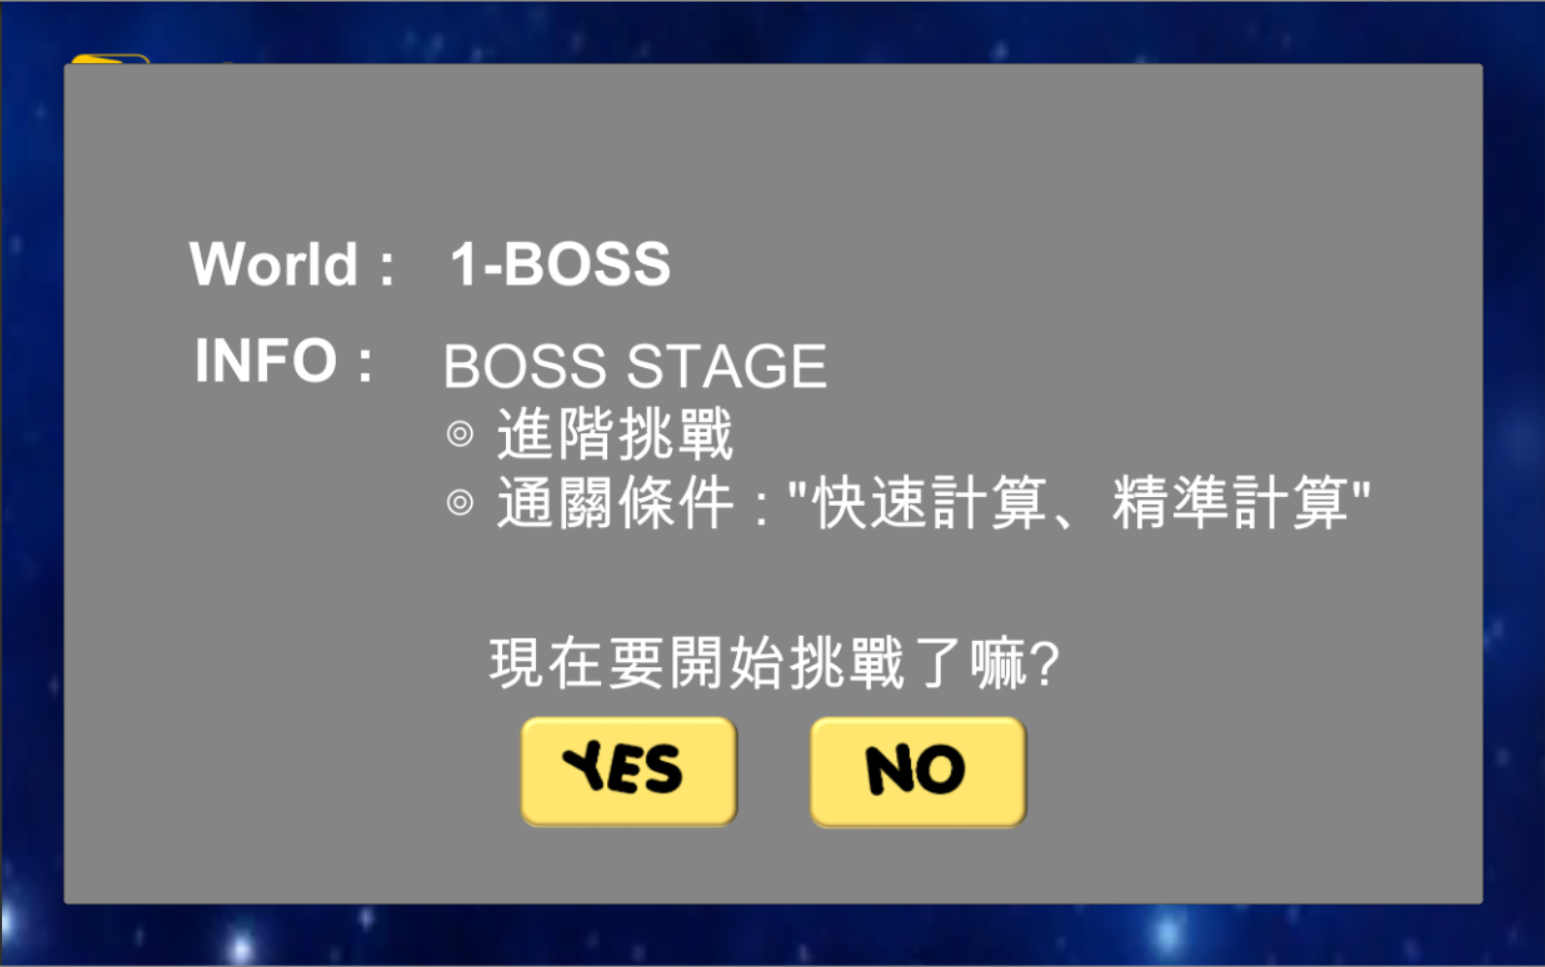 World : 1-BOSS
INFO : BOSS STAGE
◎ 進階挑戰
◎ 通關條件 : "快速計算、精準計算"
現在要開始挑戰了嘛?
YES NO